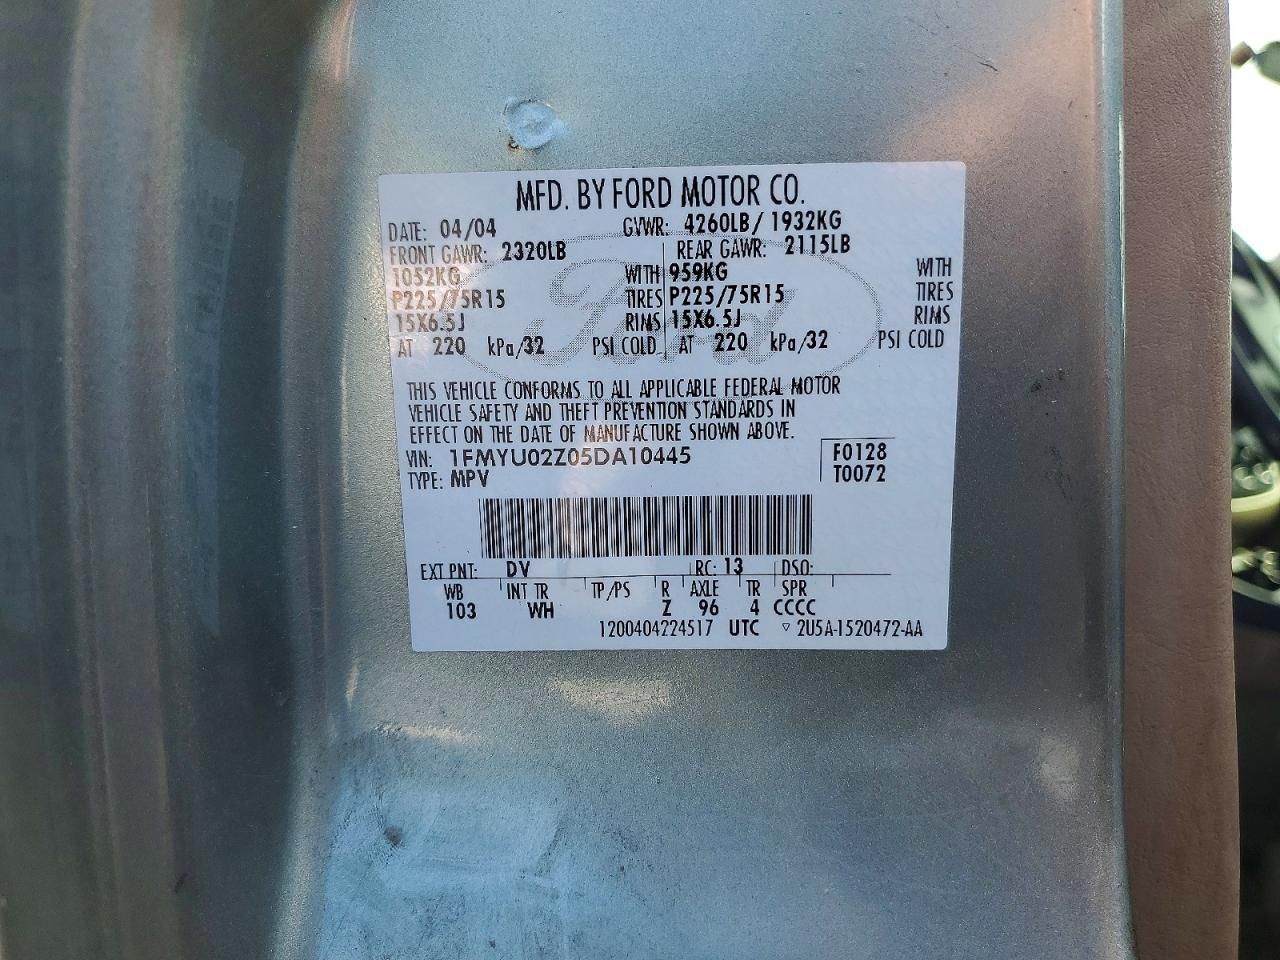 MFD. BY FORD MOTOR CO.
DATE: 04/04 GVWR: 4260LB/ 1932KG
FRONT GAWR: 2320LB REAR GAWR: 2115LB
1052KG WITH 959KG WITH
P225/75R15 TIRES P225/75R15 TIRES
15X6.5J RIMS 15X6.5J RIMS
AT 220 kPa/32 PSI COLD AT 220 kPa/32 PSI COLD
Ford
THIS VEHICLE CONFORMS TO ALL APPLICABLE FEDERAL MOTOR
VEHICLE SAFETY AND THEFT PREVENTION STANDARDS IN
EFFECT ON THE DATE OF MANUFACTURE SHOWN ABOVE.
VIN: 1FMYU02Z05DA10445 F0128
TYPE: MPV T0072
EXT PNT: DV RC: 13 DSO:
WB INT TR TP/PS R AXLE TR SPR
103 WH Z 96 4 CCCC
1200404224517 UTC ▽ 2U5A-1520472-AA